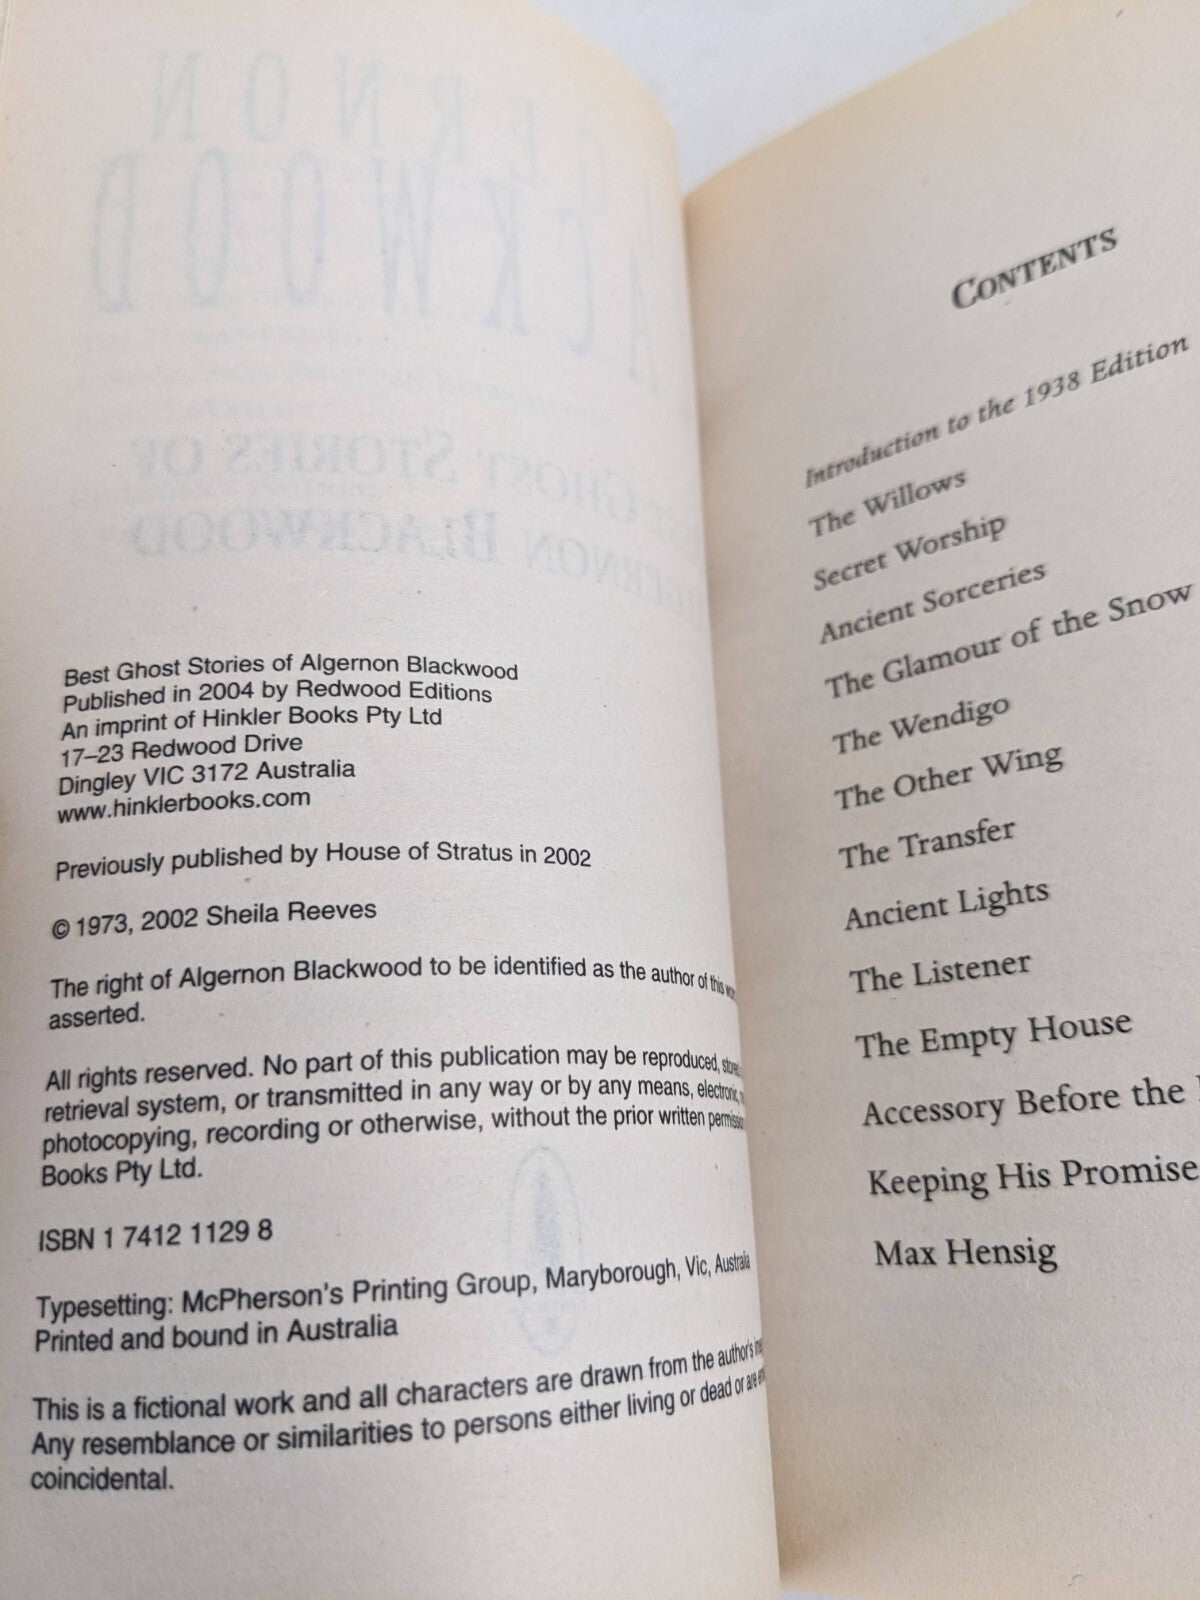 Best Ghost Stories of Algernon Blackwood
Published in 2004 by Redwood Editions
An imprint of Hinkler Books Pty Ltd
17–23 Redwood Drive
Dingley VIC 3172 Australia
www.hinklerbooks.com
Previously published by House of Stratus in 2002
© 1973, 2002 Sheila Reeves
The right of Algernon Blackwood to be identified as the author of this
asserted.
All rights reserved. No part of this publication may be reproduced,
retrieval system, or transmitted in any way or by any means, electronic,
photocopying, recording or otherwise, without the prior written
Books Pty Ltd.
ISBN 1 7412 1129 8
Typesetting: McPherson's Printing Group, Maryborough, Vic, Australia
Printed and bound in Australia
This is a fictional work and all characters are drawn from the author's
Any resemblance or similarities to persons either living or dead or are
coincidental.
CONTENTS
Introduction to the 1938 Edition
The Willows
Secret Worship
Ancient Sorceries
The Glamour of the Snow
The Wendigo
The Other Wing
The Transfer
Ancient Lights
The Listener
The Empty House
Accessory Before the
Keeping His Promise
Max Hensig